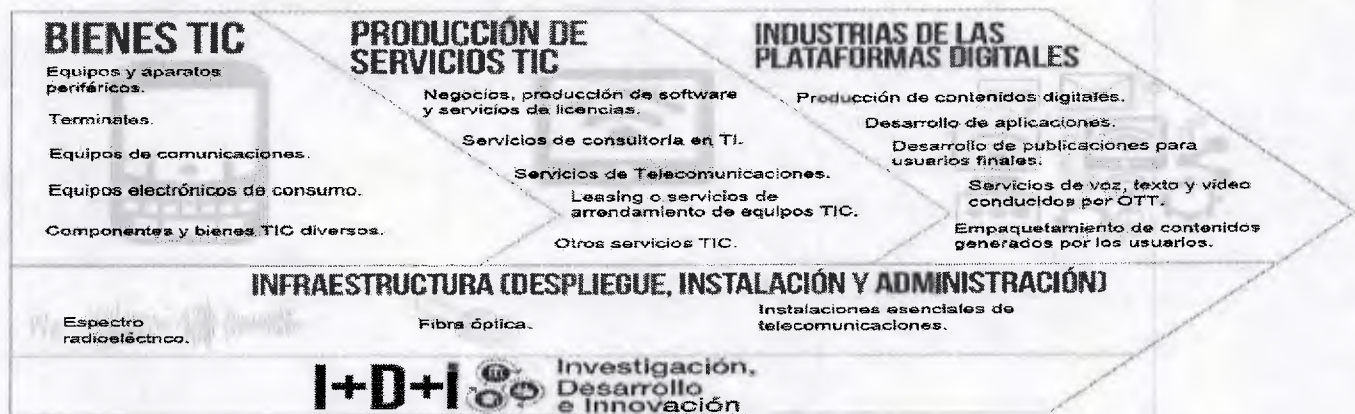 BIENES TIC
Equipos y aparatos
periféricos.
Terminales.
Equipos de comunicaciones.
Equipos electrónicos de consumo.
Componentes y bienes TIC diversos.
PRODUCCIÓN DE
SERVICIOS TIC
Negocios, producción de software
y servicios de licencias.
Servicios de consultoría en TI.
Servicios de Telecomunicaciones.
Leasing o servicios de
arrendamiento de equipos TIC.
Otros servicios TIC.
INDUSTRIAS DE LAS
PLATAFORMAS DIGITALES
Producción de contenidos digitales.
Desarrollo de aplicaciones.
Desarrollo de publicaciones para
usuarios finales.
Servicios de voz, texto y video
conducidos por OTT.
Empaquetamiento de contenidos
generados por los usuarios.
INFRAESTRUCTURA (DESPLIEGUE, INSTALACIÓN Y ADMINISTRACIÓN)
Espectro
radioeléctrico.
Fibra óptica.
Instalaciones esenciales de
telecomunicaciones.
I+D+i
Investigación,
Desarrollo
e Innovación